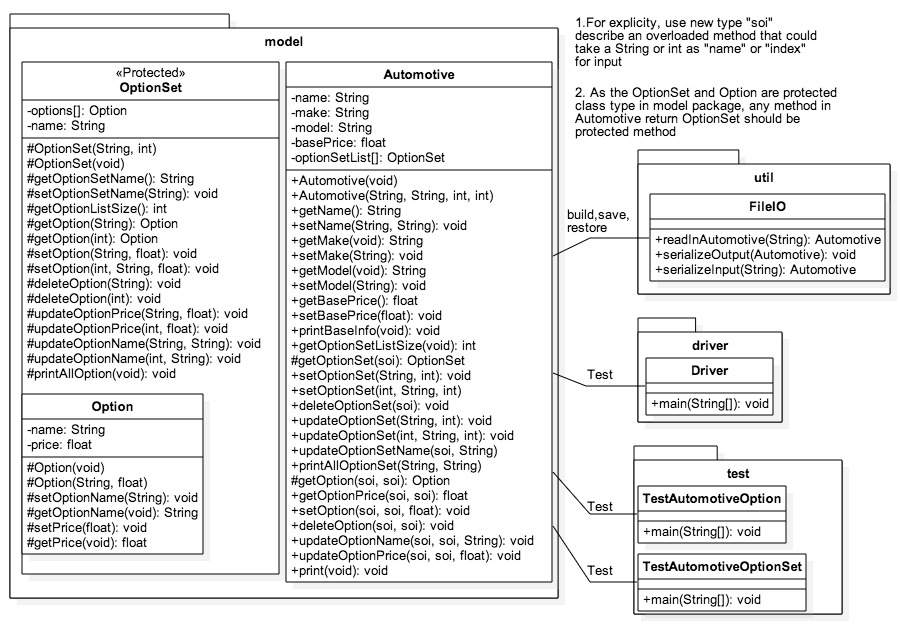 model
«Protected»
OptionSet
-options[]: Option
-name: String
#OptionSet(String, int)
#OptionSet(void)
#getOptionSetName(): String
#setOptionSetName(String): void
#getOptionListSize(): int
#getOption(String): Option
#getOption(int): Option
#setOption(String, float): void
#setOption(int, String, float): void
#deleteOption(String): void
#deleteOption(int): void
#updateOptionPrice(String, float): void
#updateOptionPrice(int, float): void
#updateOptionName(String, String): void
#updateOptionName(int, String): void
#printAllOption(void): void
Option
-name: String
-price: float
#Option(void)
#Option(String, float)
#setOptionName(String): void
#getOptionName(void): String
#setPrice(float): void
#getPrice(void): float
Automotive
-name: String
-make: String
-model: String
-basePrice: float
-optionSetList[]: OptionSet
+Automotive(void)
+Automotive(String, String, int, int)
+getName(): String
+setName(String, String): void
+getMake(void): String
+setMake(String): void
+getModel(void): String
+setModel(String): void
+getBasePrice(): float
+setBasePrice(float): void
+printBaseInfo(void): void
+getOptionSetListSize(void): int
#getOptionSet(soi): OptionSet
+setOptionSet(String, int): void
+setOptionSet(int, String, int)
+deleteOptionSet(soi): void
+updateOptionSet(String, int): void
+updateOptionSet(int, String, int): void
+updateOptionSetName(soi, String)
+printAllOptionSet(String, String)
#getOption(soi, soi): Option
+getOptionPrice(soi, soi): float
+setOption(soi, soi, float): void
+deleteOption(soi, soi): void
+updateOptionName(soi, soi, String): void
+updateOptionPrice(soi, soi, float): void
+print(void): void
1.For explicity, use new type "soi"
describe an overloaded method that could
take a String or int as "name" or "index"
for input
2. As the OptionSet and Option are protected
class type in model package, any method in
Automotive return OptionSet should be
protected method
build,save,
restore
util
FileIO
+readInAutomotive(String): Automotive
+serializeOutput(Automotive): void
+serializeInput(String): Automotive
Test
driver
Driver
+main(String[]): void
Test
test
TestAutomotiveOption
+main(String[]): void
Test
TestAutomotiveOptionSet
+main(String[]): void